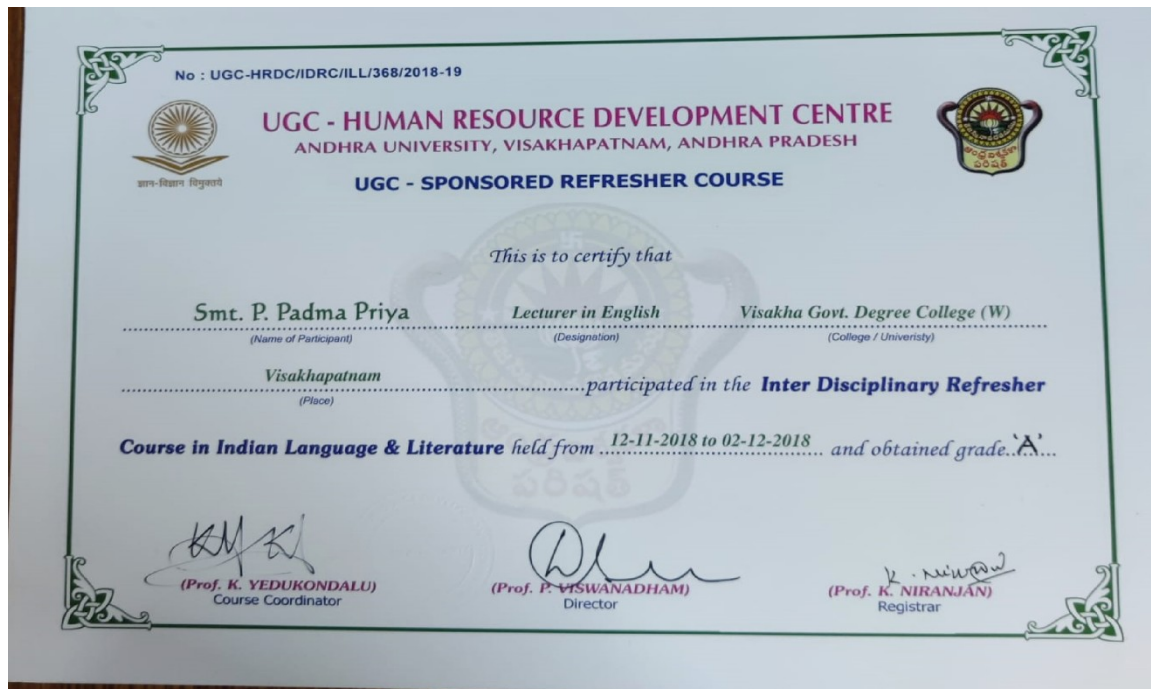 No : UGC-HRDC/IDRC/ILL/368/2018-19
UGC - HUMAN RESOURCE DEVELOPMENT CENTRE
ANDHRA UNIVERSITY, VISAKHAPATNAM, ANDHRA PRADESH
ज्ञान-विज्ञान विमुक्तये
UGC - SPONSORED REFRESHER COURSE
This is to certify that
Smt. P. Padma Priya Lecturer in English Visakha Govt. Degree College (W)
(Name of Participant) (Designation) (College / Univeristy)
Visakhapatnam participated in the Inter Disciplinary Refresher
(Place)
Course in Indian Language & Literature held from 12-11-2018 to 02-12-2018 and obtained grade 'A'
(Prof. K. YEDUKONDALU) (Prof. P. VISWANADHAM) (Prof. K. NIRANJAN)
Course Coordinator Director Registrar